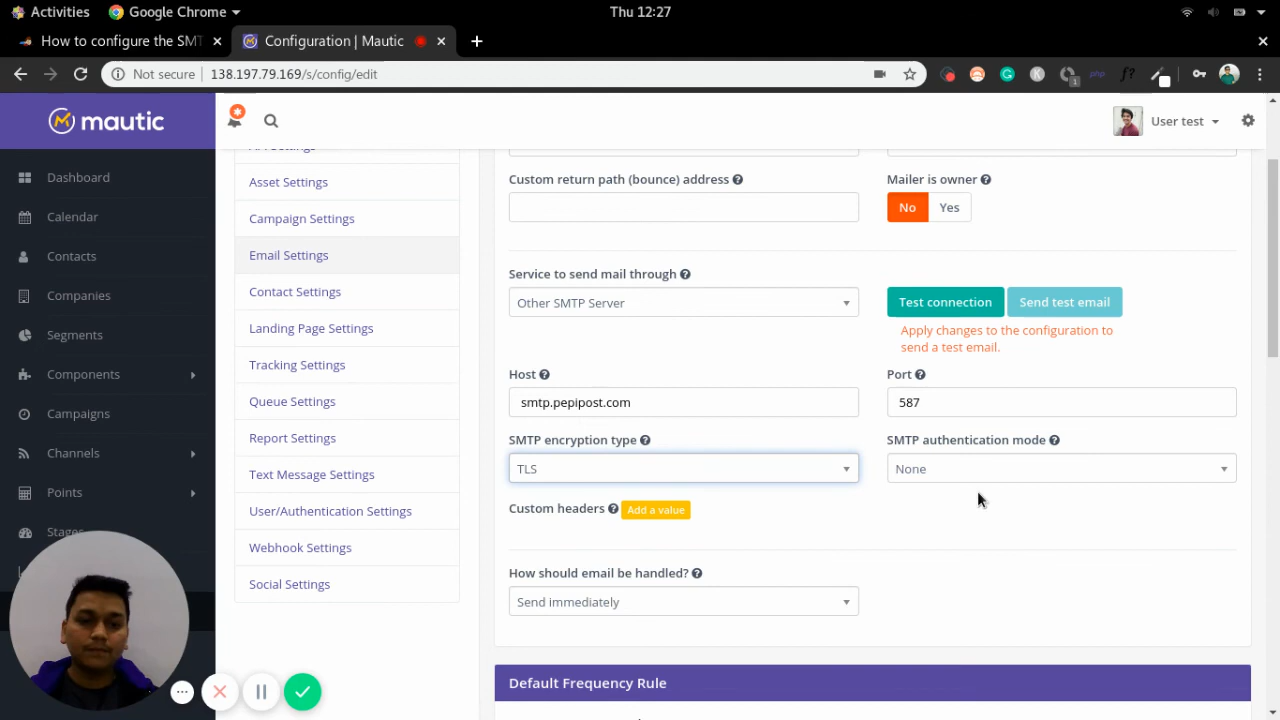 Activities
Google Chrome
Thu 12:27
How to configure the SMT
Configuration | Mautic
Not secure
138.197.79.169/s/config/edit
1
php
f?
mautic
User test
Dashboard
Calendar
Contacts
Companies
Segments
Components
Campaigns
Channels
Points
Stages
Asset Settings
Campaign Settings
Email Settings
Contact Settings
Landing Page Settings
Tracking Settings
Queue Settings
Report Settings
Text Message Settings
User/Authentication Settings
Webhook Settings
Social Settings
Custom return path (bounce) address
Mailer is owner
No Yes
Service to send mail through
Other SMTP Server
Test connection
Send test email
Apply changes to the configuration to
send a test email.
Host
smtp.pepipost.com
Port
587
SMTP encryption type
TLS
SMTP authentication mode
None
Custom headers
Add a value
How should email be handled?
Send immediately
Default Frequency Rule